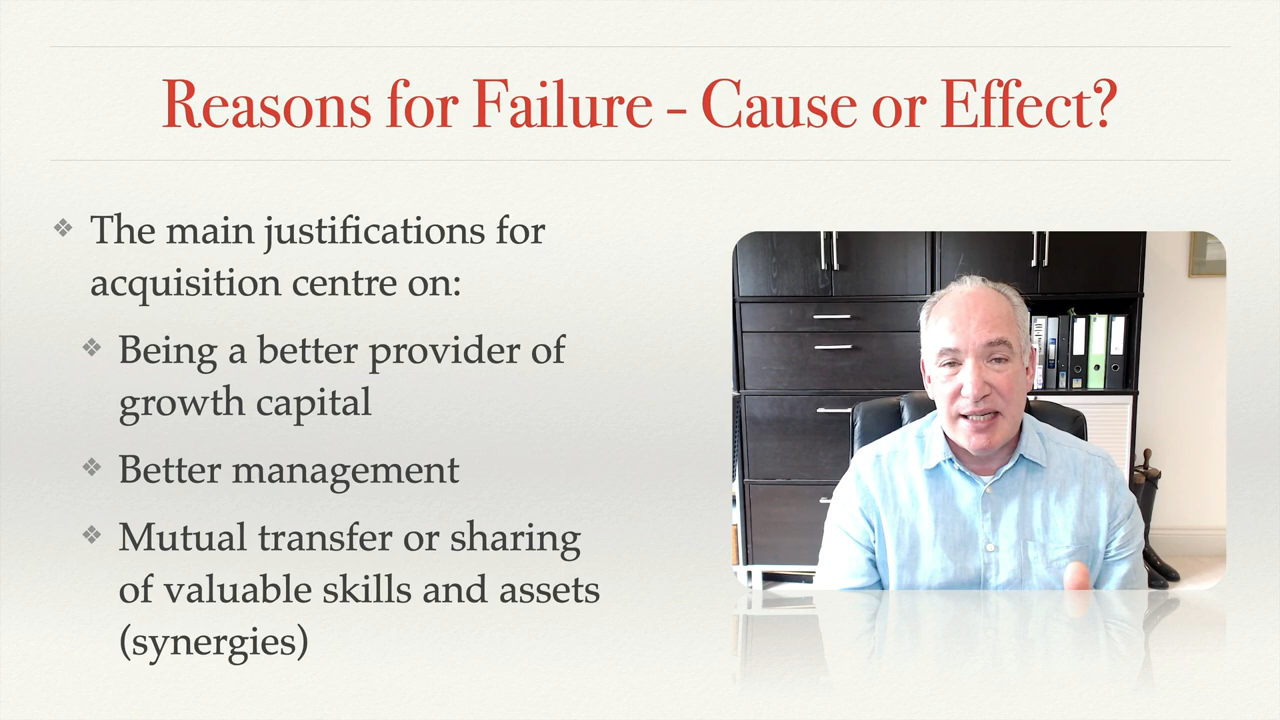 Reasons for Failure - Cause or Effect?
The main justifications for
acquisition centre on:
Being a better provider of
growth capital
Better management
Mutual transfer or sharing
of valuable skills and assets
(synergies)